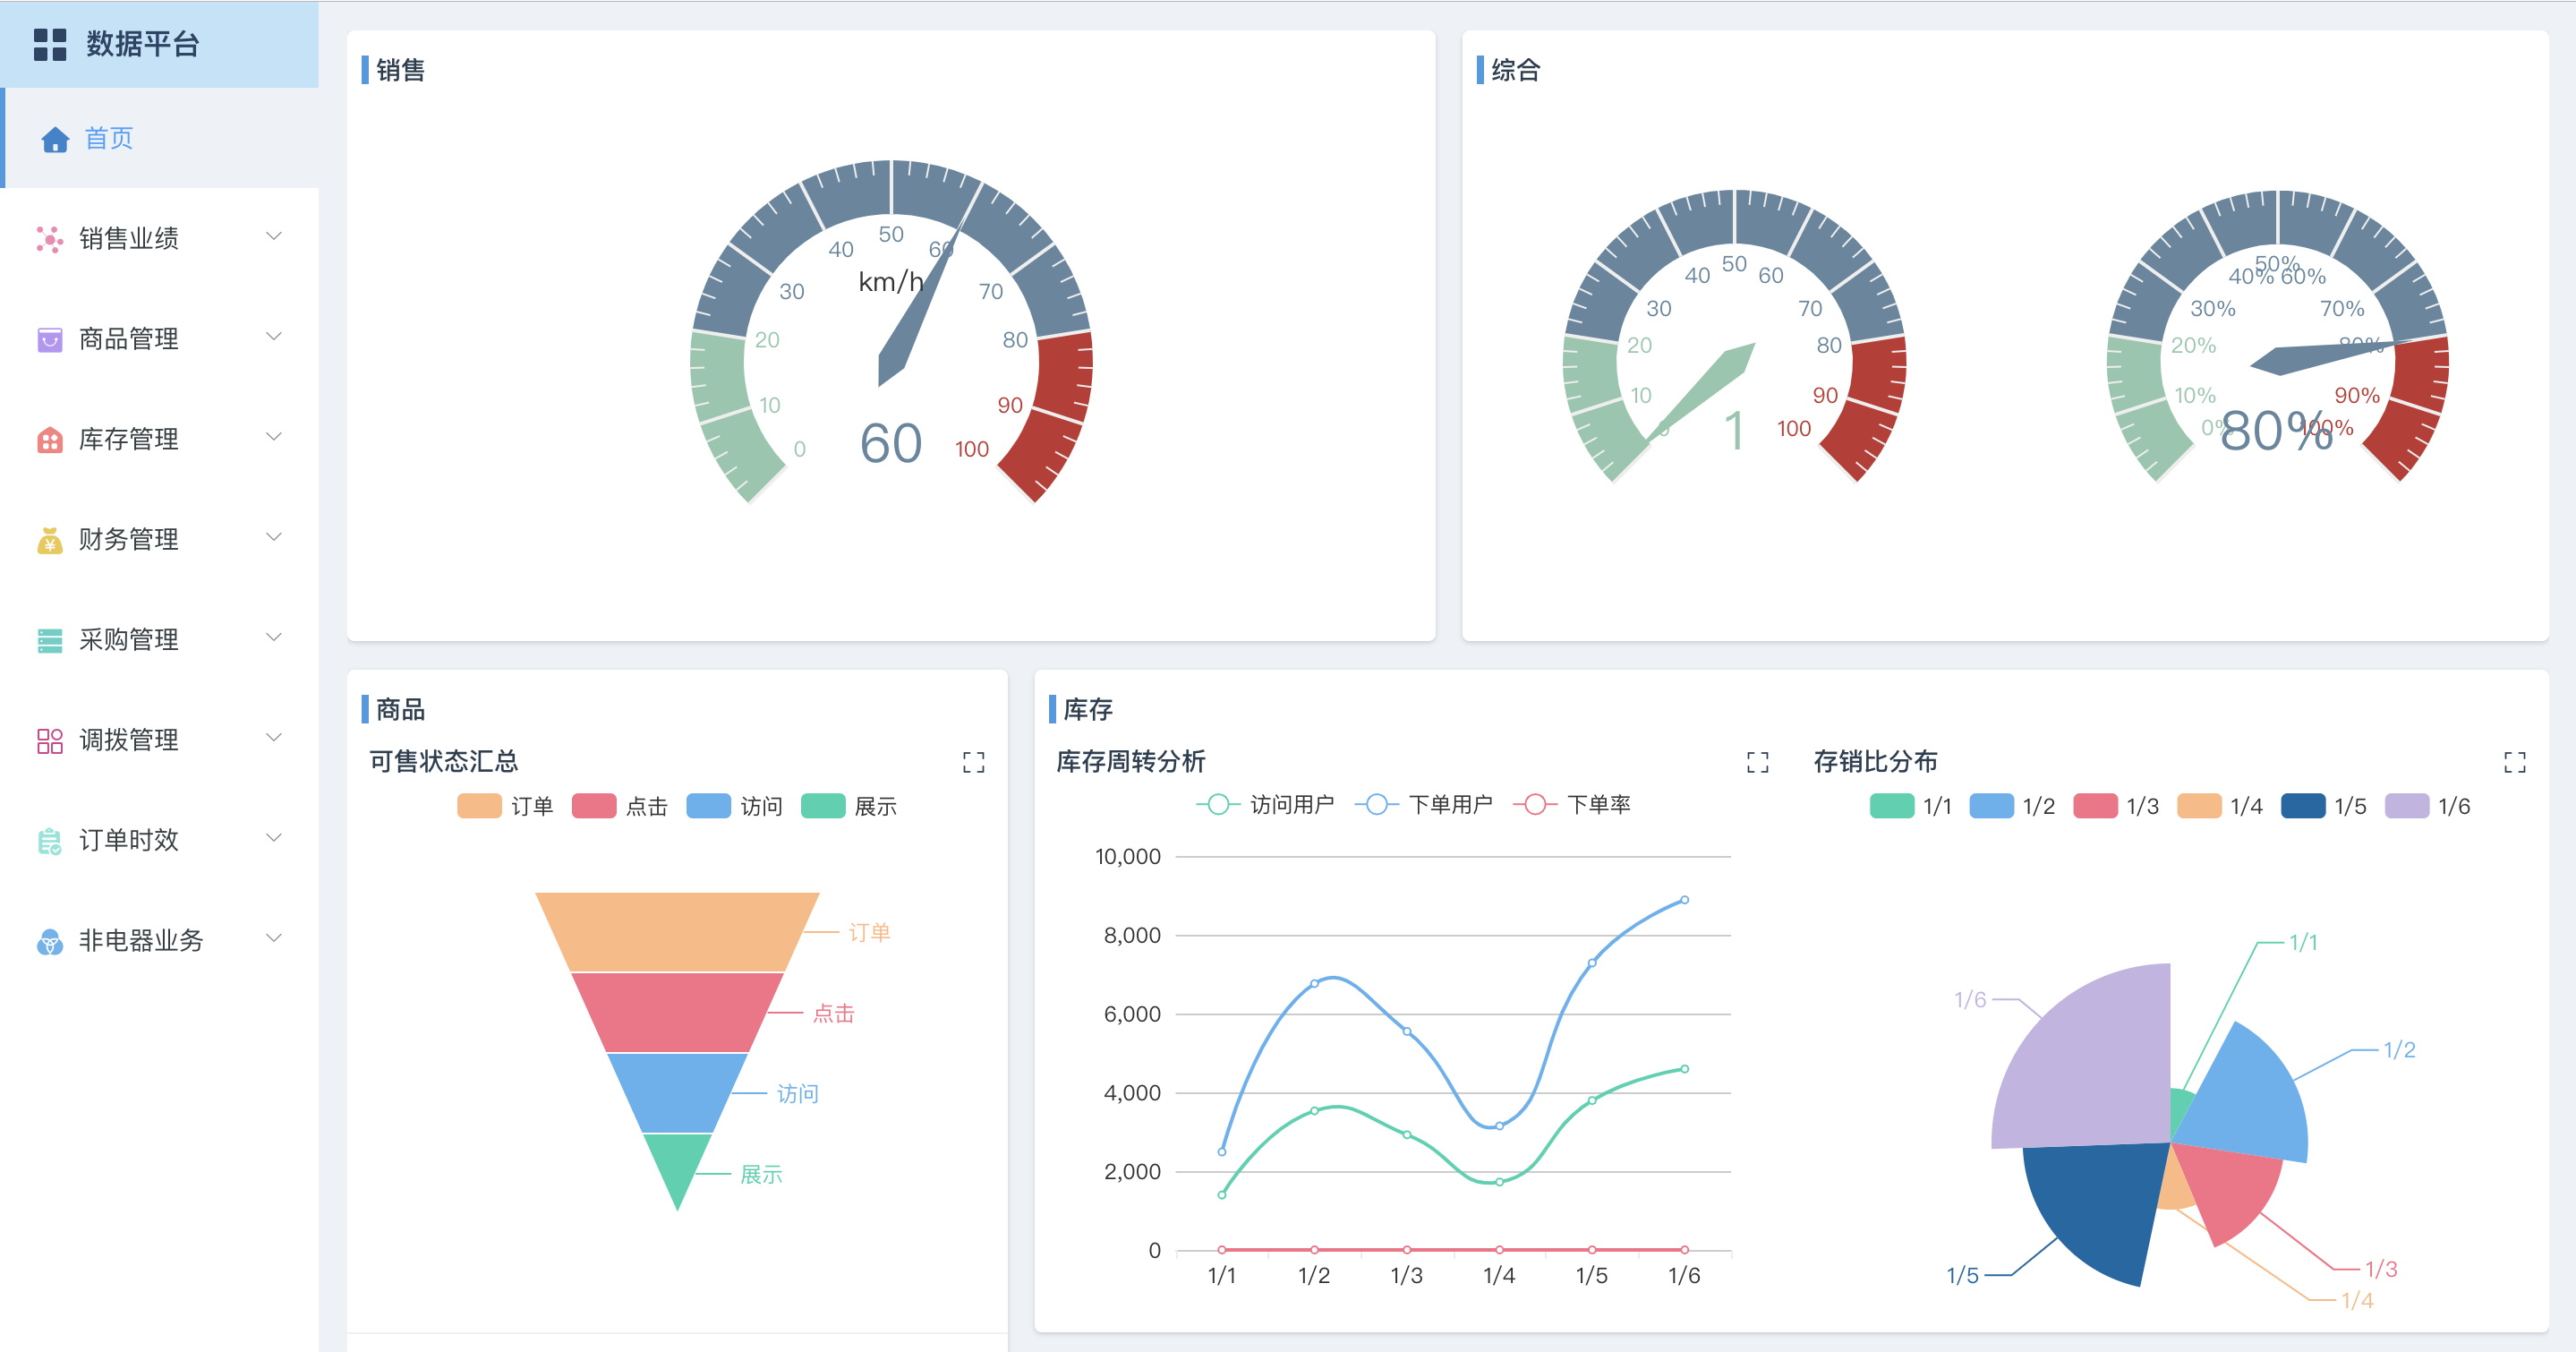 数据平台
首页
销售业绩
商品管理
库存管理
财务管理
采购管理
调拨管理
订单时效
非电器业务
销售
0
10
20
30
40
50
60
70
80
90
100
km/h
60
综合
0
10
20
30
40
50
60
70
80
90
100
1
0%
10%
20%
30%
40%
50%
60%
70%
80%
90%
100%
80%
商品
可售状态汇总
订单 点击 访问 展示
订单
点击
访问
展示
库存
库存周转分析
访问用户 下单用户 下单率
10,000
8,000
6,000
4,000
2,000
0
1/1 1/2 1/3 1/4 1/5 1/6
存销比分布
1/1 1/2 1/3 1/4 1/5 1/6
1/1
1/2
1/3
1/4
1/5
1/6